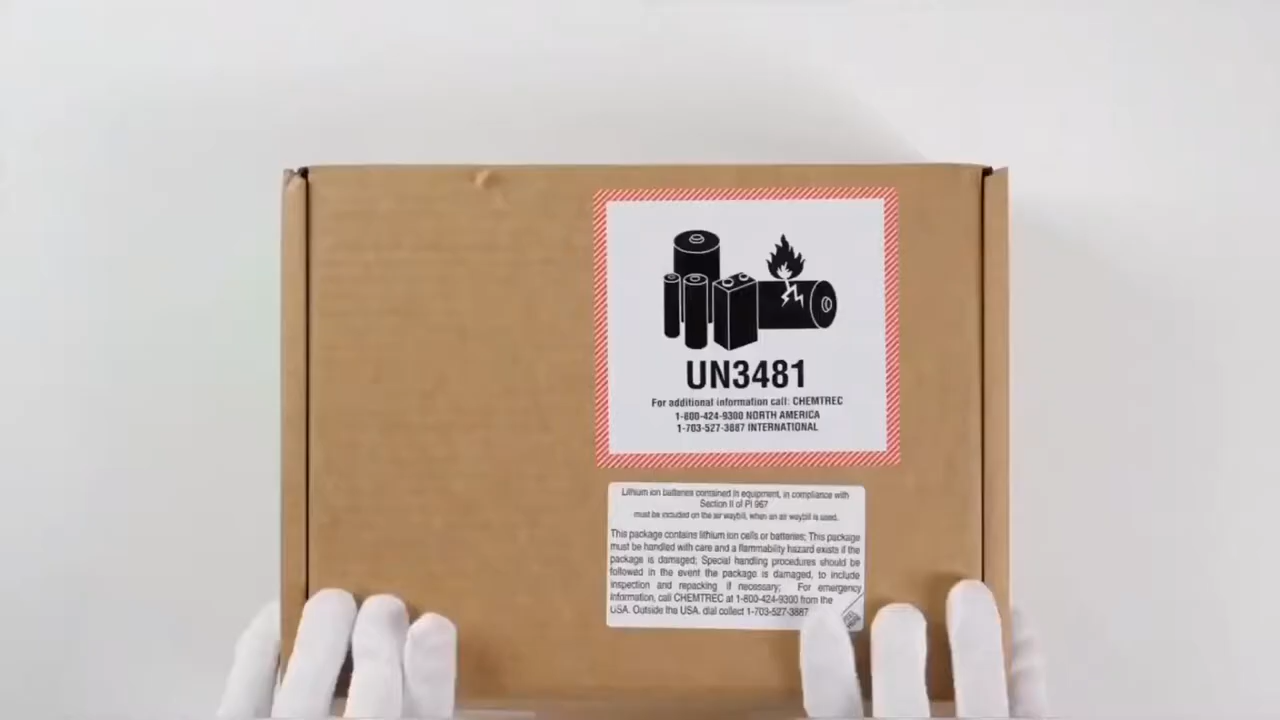 UN3481
For additional information call: CHEMTREC
1-800-424-9300 NORTH AMERICA
1-703-527-3887 INTERNATIONAL
Lithium ion batteries contained in equipment, in compliance with
Section II of PI 967
must be included on the air waybill, when an air waybill is used.
This package contains lithium ion cells or batteries; This package
must be handled with care and a flammability hazard exists if the
package is damaged; Special handling procedures should be
followed in the event the package is damaged, to include
inspection and repacking if necessary; For emergency
information, call CHEMTREC at 1-800-424-9300 from the
USA. Outside the USA, dial collect 1-703-527-3887